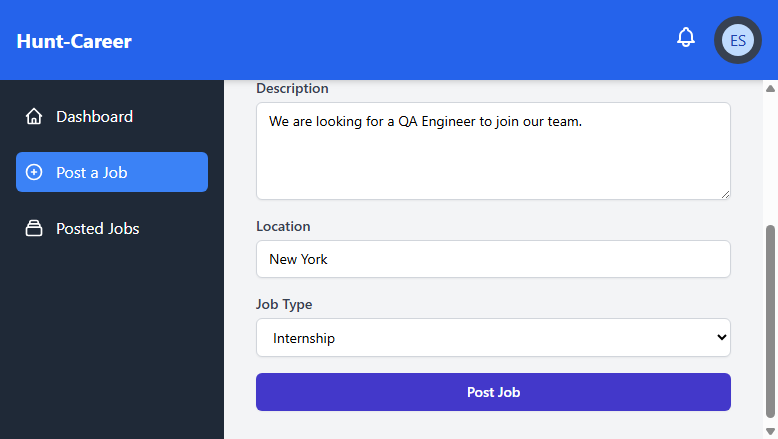 Hunt-Career
ES
Dashboard
Post a Job
Posted Jobs
Description
We are looking for a QA Engineer to join our team.
Location
New York
Job Type
Internship
Post Job